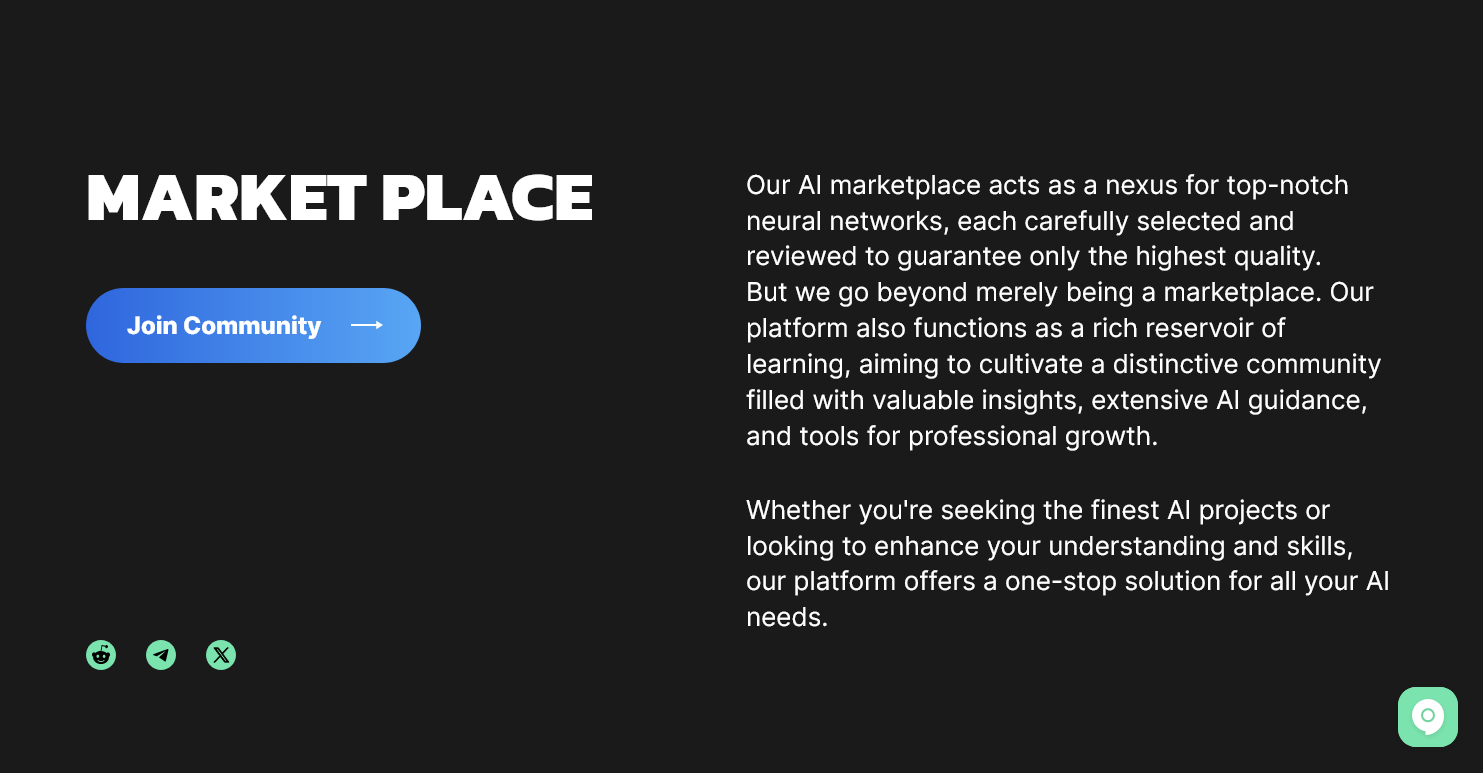 MARKET PLACE
Join Community
Our AI marketplace acts as a nexus for top-notch
neural networks, each carefully selected and
reviewed to guarantee only the highest quality.
But we go beyond merely being a marketplace. Our
platform also functions as a rich reservoir of
learning, aiming to cultivate a distinctive community
filled with valuable insights, extensive AI guidance,
and tools for professional growth.
Whether you're seeking the finest AI projects or
looking to enhance your understanding and skills,
our platform offers a one-stop solution for all your AI
needs.